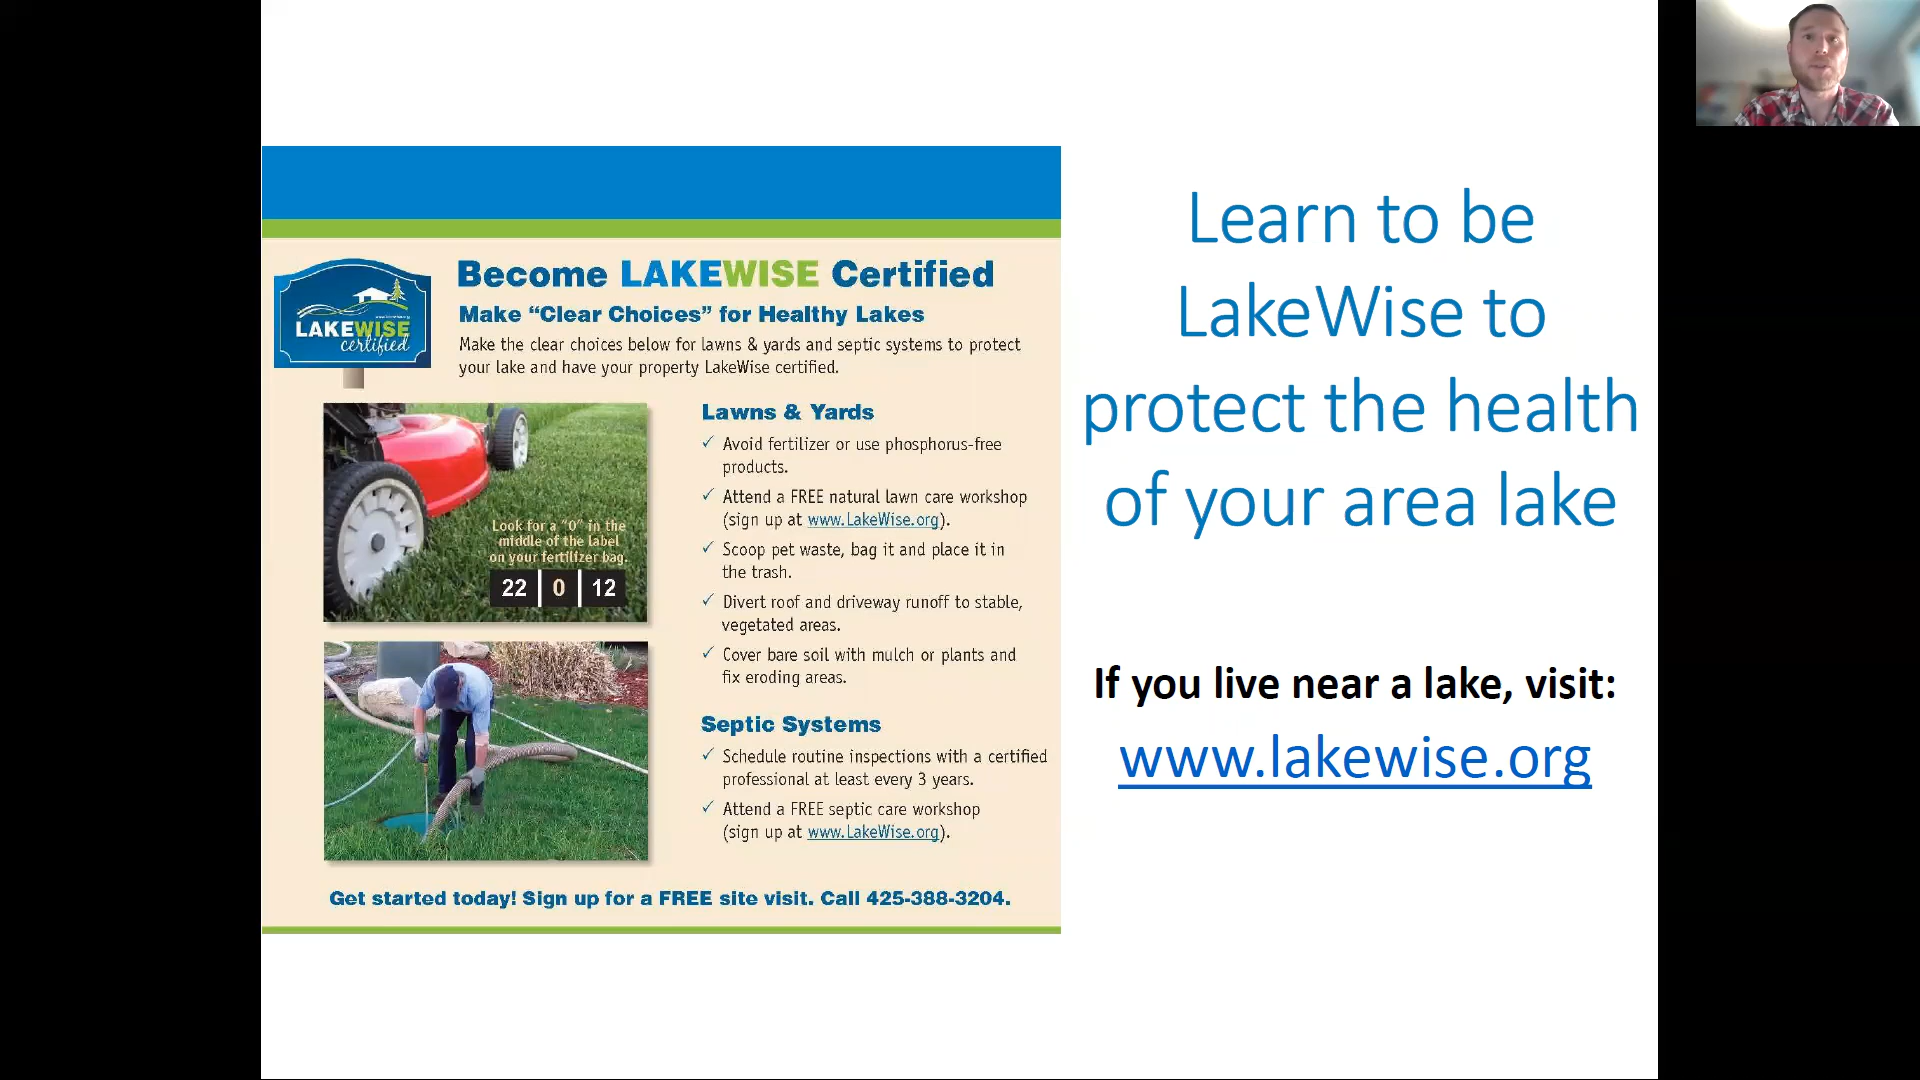 Become LAKEWISE Certified
Make “Clear Choices” for Healthy Lakes
Make the clear choices below for lawns & yards and septic systems to protect
your lake and have your property LakeWise certified.
LAKEWISE
certified
Look for a “0” in the
middle of the label
on your fertilizer bag.
22 0 12
Lawns & Yards
✓ Avoid fertilizer or use phosphorus-free
products.
✓ Attend a FREE natural lawn care workshop
(sign up at www.LakeWise.org).
✓ Scoop pet waste, bag it and place it in
the trash.
✓ Divert roof and driveway runoff to stable,
vegetated areas.
✓ Cover bare soil with mulch or plants and
fix eroding areas.
Septic Systems
✓ Schedule routine inspections with a certified
professional at least every 3 years.
✓ Attend a FREE septic care workshop
(sign up at www.LakeWise.org).
Get started today! Sign up for a FREE site visit. Call 425-388-3204.
Learn to be
LakeWise to
protect the health
of your area lake
If you live near a lake, visit:
www.lakewise.org